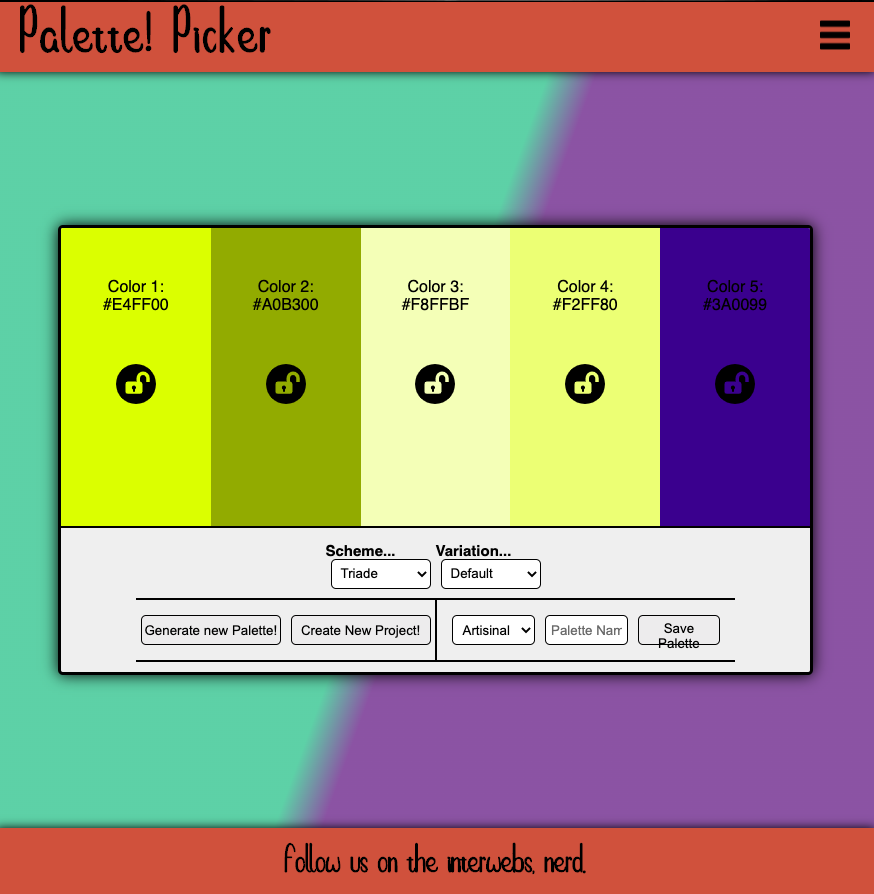 Palette! Picker
Color 1:
#E4FF00
Color 2:
#A0B300
Color 3:
#F8FFBF
Color 4:
#F2FF80
Color 5:
#3A0099
Scheme... Variation...
Triade Default
Generate new Palette! Create New Project! Artisinal Palette Nam Save
Palette
Follow us on the interwebs, nerd.